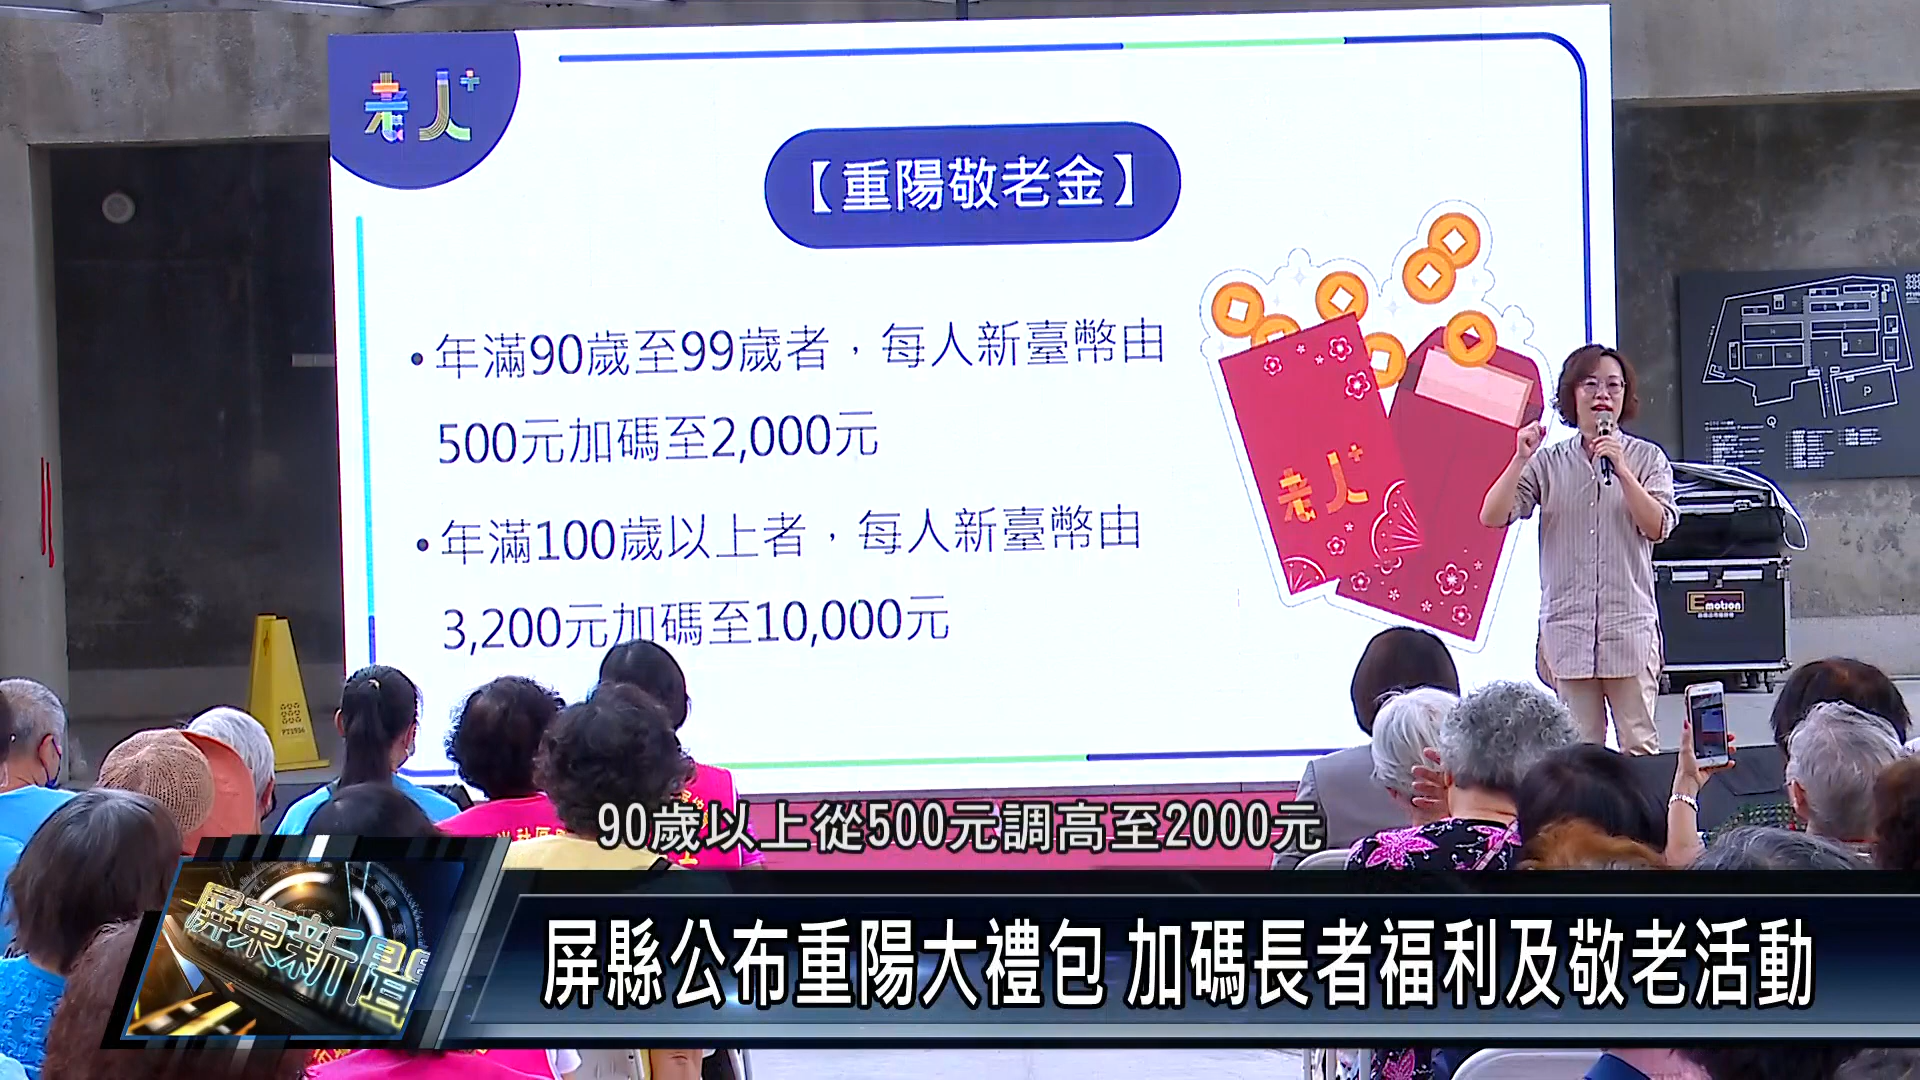 老人+
【重陽敬老金】
•年滿90歲至99歲者，每人新臺幣由
500元加碼至2,000元
•年滿100歲以上者，每人新臺幣由
3,200元加碼至10,000元
老人+
P
Emotion
PT1936
90歲以上從500元調高至2000元
屏東新聞
屏縣公布重陽大禮包 加碼長者福利及敬老活動